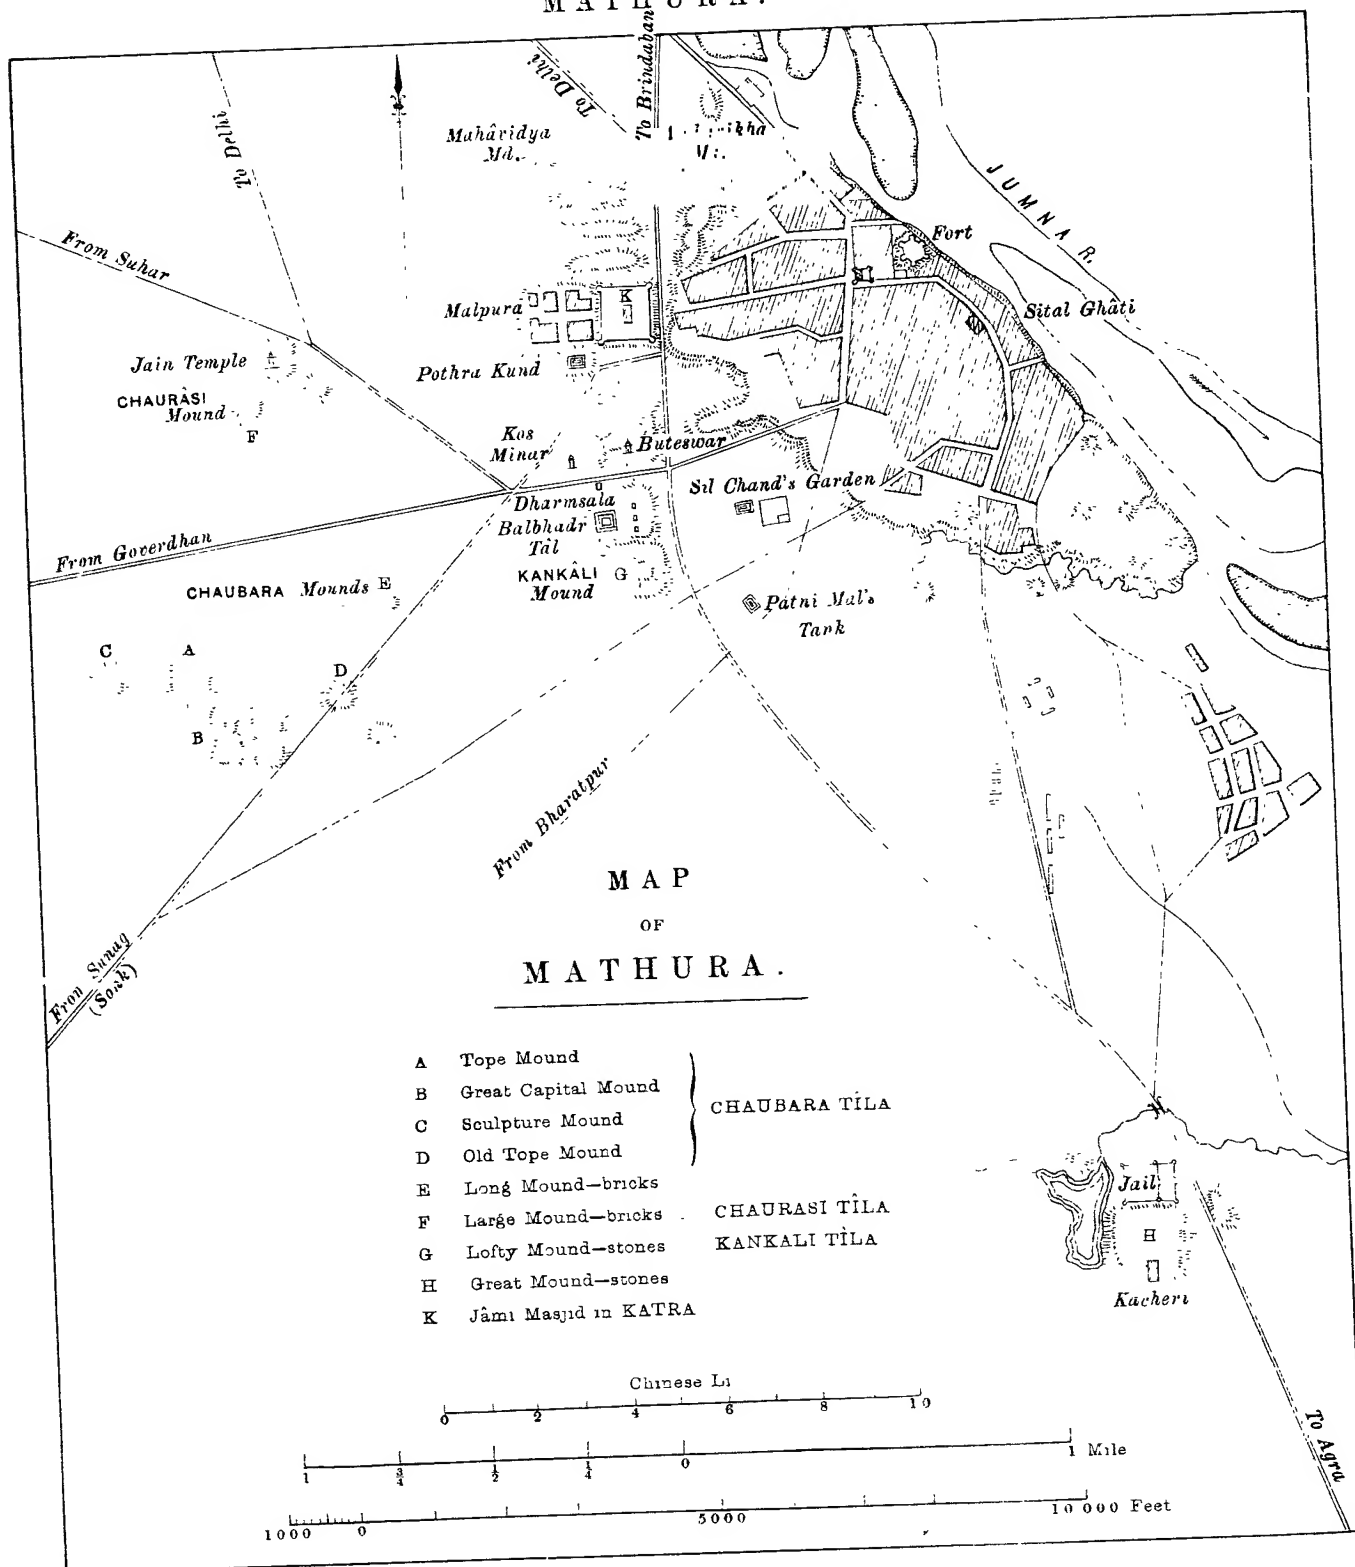 MATHURA.
To Delhi
To Delhi
To Brindaban
Mahâvidya
Md.
JUMNA R.
From Suhar
Fort
Malpura
K
Sital Ghâti
Jain Temple
Pothra Kund
CHAURÂSI
Mound
F
Kos
Minar
Buteswar
Sil Chand's Garden
Dharmsala
Balbhadr
Tâl
From Goverdhan
KANKÂLI G
Mound
CHAUBARA Mounds E
Patni Mal's
Tank
C
A
D
B
From Bharatpur
From Sunag
(Sonk)
MAP
OF
MATHURA.
A Tope Mound
B Great Capital Mound
C Sculpture Mound
D Old Tope Mound
CHAUBARA TÎLA
E Long Mound—bricks
F Large Mound—bricks CHAURASI TÎLA
G Lofty Mound—stones KANKALI TÎLA
H Great Mound—stones
K Jâmi Masjid in KATRA
Jail
H
Kacheri
To Agra
Chinese Li
0 2 4 6 8 10
1 3/4 1/2 1/4 0 1 Mile
1000 0 5000 10 000 Feet